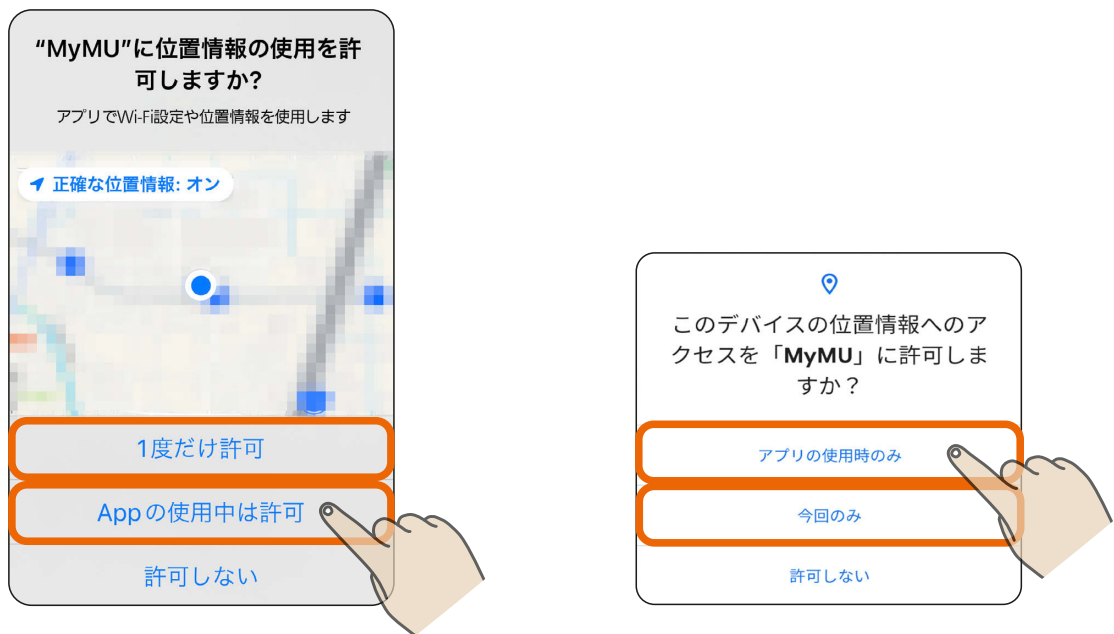 “MyMU”に位置情報の使用を許
可しますか?
アプリでWi-Fi設定や位置情報を使用します
正確な位置情報: オン
1度だけ許可
Appの使用中は許可
許可しない
このデバイスの位置情報へのア
クセスを「MyMU」に許可しま
すか？
アプリの使用時のみ
今回のみ
許可しない